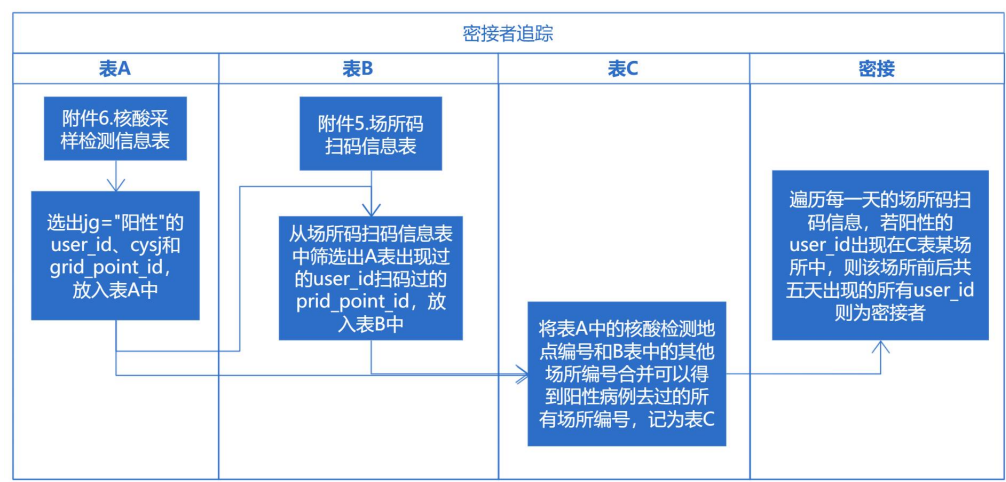 密接者追踪
表A
表B
表C
密接
附件6.核酸采
样检测信息表
选出jg="阳性"的
user_id、cysj和
grid_point_id，
放入表A中
附件5.场所码
扫码信息表
从场所码扫码信息表
中筛选出A表出现过
的user_id扫码过的
prid_point_id，放
入表B中
将表A中的核酸检测地
点编号和B表中的其他
场所编号合并可以得
到阳性病例去过的所
有场所编号，记为表C
遍历每一天的场所码扫
码信息，若阳性的
user_id出现在C表某场
所中，则该场所前后共
五天出现的所有user_id
则为密接者